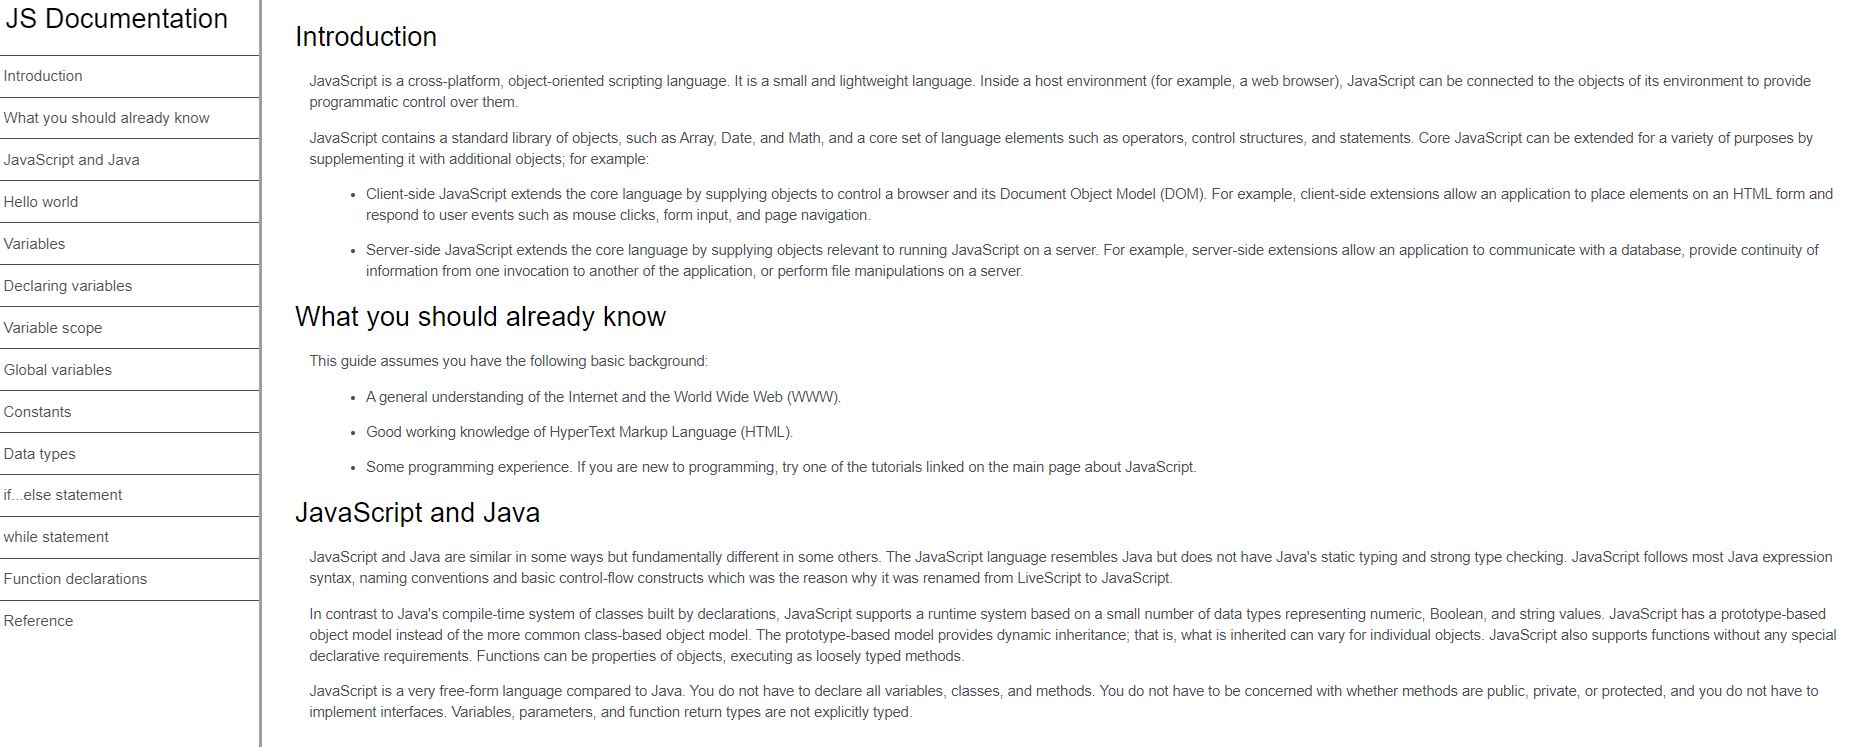 JS Documentation
Introduction
What you should already know
JavaScript and Java
Hello world
Variables
Declaring variables
Variable scope
Global variables
Constants
Data types
if...else statement
while statement
Function declarations
Reference
Introduction
JavaScript is a cross-platform, object-oriented scripting language. It is a small and lightweight language. Inside a host environment (for example, a web browser), JavaScript can be connected to the objects of its environment to provide
programmatic control over them.
JavaScript contains a standard library of objects, such as Array, Date, and Math, and a core set of language elements such as operators, control structures, and statements. Core JavaScript can be extended for a variety of purposes by
supplementing it with additional objects; for example:
• Client-side JavaScript extends the core language by supplying objects to control a browser and its Document Object Model (DOM). For example, client-side extensions allow an application to place elements on an HTML form and
respond to user events such as mouse clicks, form input, and page navigation.
• Server-side JavaScript extends the core language by supplying objects relevant to running JavaScript on a server. For example, server-side extensions allow an application to communicate with a database, provide continuity of
information from one invocation to another of the application, or perform file manipulations on a server.
What you should already know
This guide assumes you have the following basic background:
• A general understanding of the Internet and the World Wide Web (WWW).
• Good working knowledge of HyperText Markup Language (HTML).
• Some programming experience. If you are new to programming, try one of the tutorials linked on the main page about JavaScript.
JavaScript and Java
JavaScript and Java are similar in some ways but fundamentally different in some others. The JavaScript language resembles Java but does not have Java's static typing and strong type checking. JavaScript follows most Java expression
syntax, naming conventions and basic control-flow constructs which was the reason why it was renamed from LiveScript to JavaScript.
In contrast to Java's compile-time system of classes built by declarations, JavaScript supports a runtime system based on a small number of data types representing numeric, Boolean, and string values. JavaScript has a prototype-based
object model instead of the more common class-based object model. The prototype-based model provides dynamic inheritance; that is, what is inherited can vary for individual objects. JavaScript also supports functions without any special
declarative requirements. Functions can be properties of objects, executing as loosely typed methods.
JavaScript is a very free-form language compared to Java. You do not have to declare all variables, classes, and methods. You do not have to be concerned with whether methods are public, private, or protected, and you do not have to
implement interfaces. Variables, parameters, and function return types are not explicitly typed.